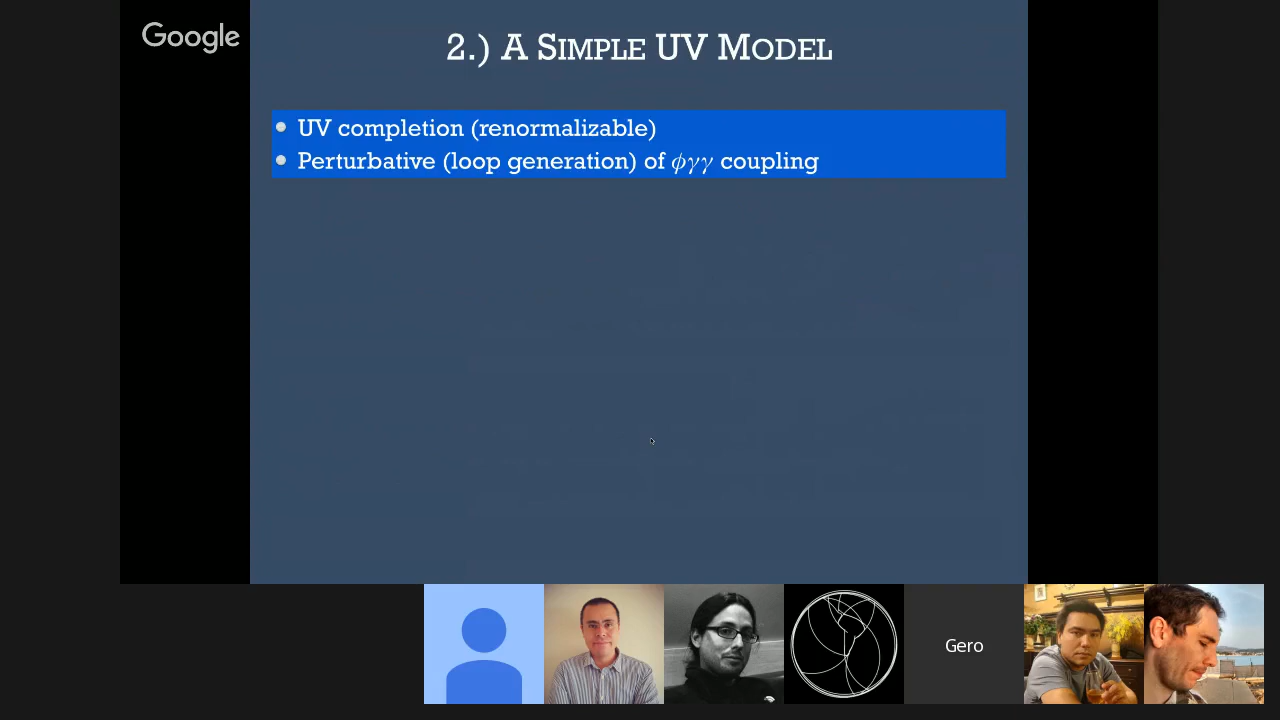 Google
2.) A SIMPLE UV MODEL
UV completion (renormalizable)
Perturbative (loop generation) of ϕγγ coupling
Gero